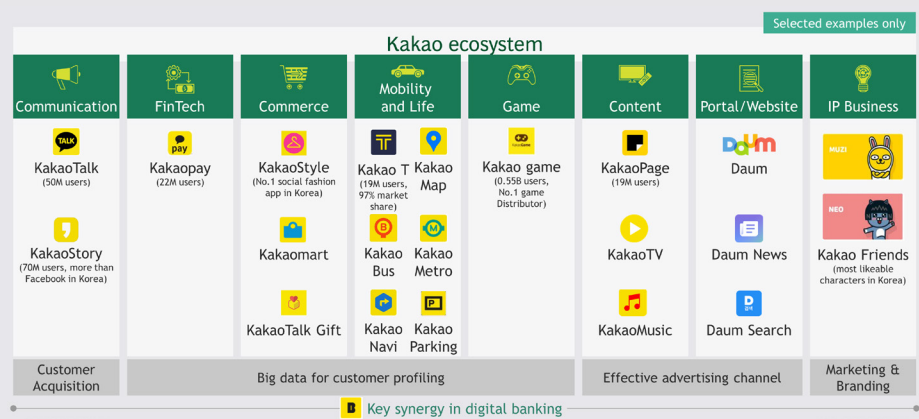 Selected examples only
Kakao ecosystem
Communication
FinTech
Commerce
Mobility
and Life
Game
Content
Portal/Website
IP Business
TALK
KakaoTalk
(50M users)
KakaoStory
(70M users, more than
Facebook in Korea)
pay
Kakaopay
(22M users)
KakaoStyle
(No.1 social fashion
app in Korea)
Kakaomart
KakaoTalk Gift
T
Kakao T
(19M users,
97% market
share)
Kakao
Map
B
Kakao
Bus
M
Kakao
Metro
Kakao
Navi
P
Kakao
Parking
Kakao game
(0.55B users,
No.1 game
Distributor)
KakaoPage
(19M users)
KakaoTV
KakaoMusic
Daum
Daum
Daum News
D
Daum Search
MUZI
NEO
Kakao Friends
(most likeable
characters in Korea)
Customer
Acquisition
Big data for customer profiling
Effective advertising channel
Marketing &
Branding
B
Key synergy in digital banking